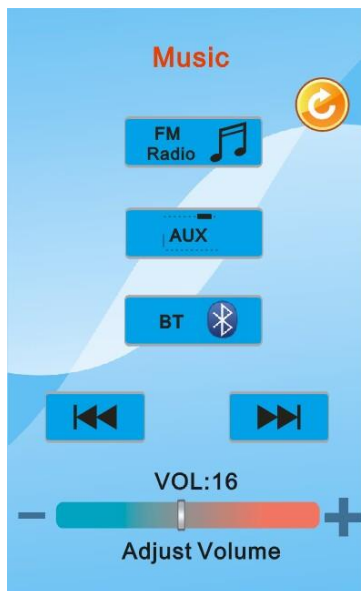 Music
FM
Radio
AUX
BT
VOL:16
Adjust Volume